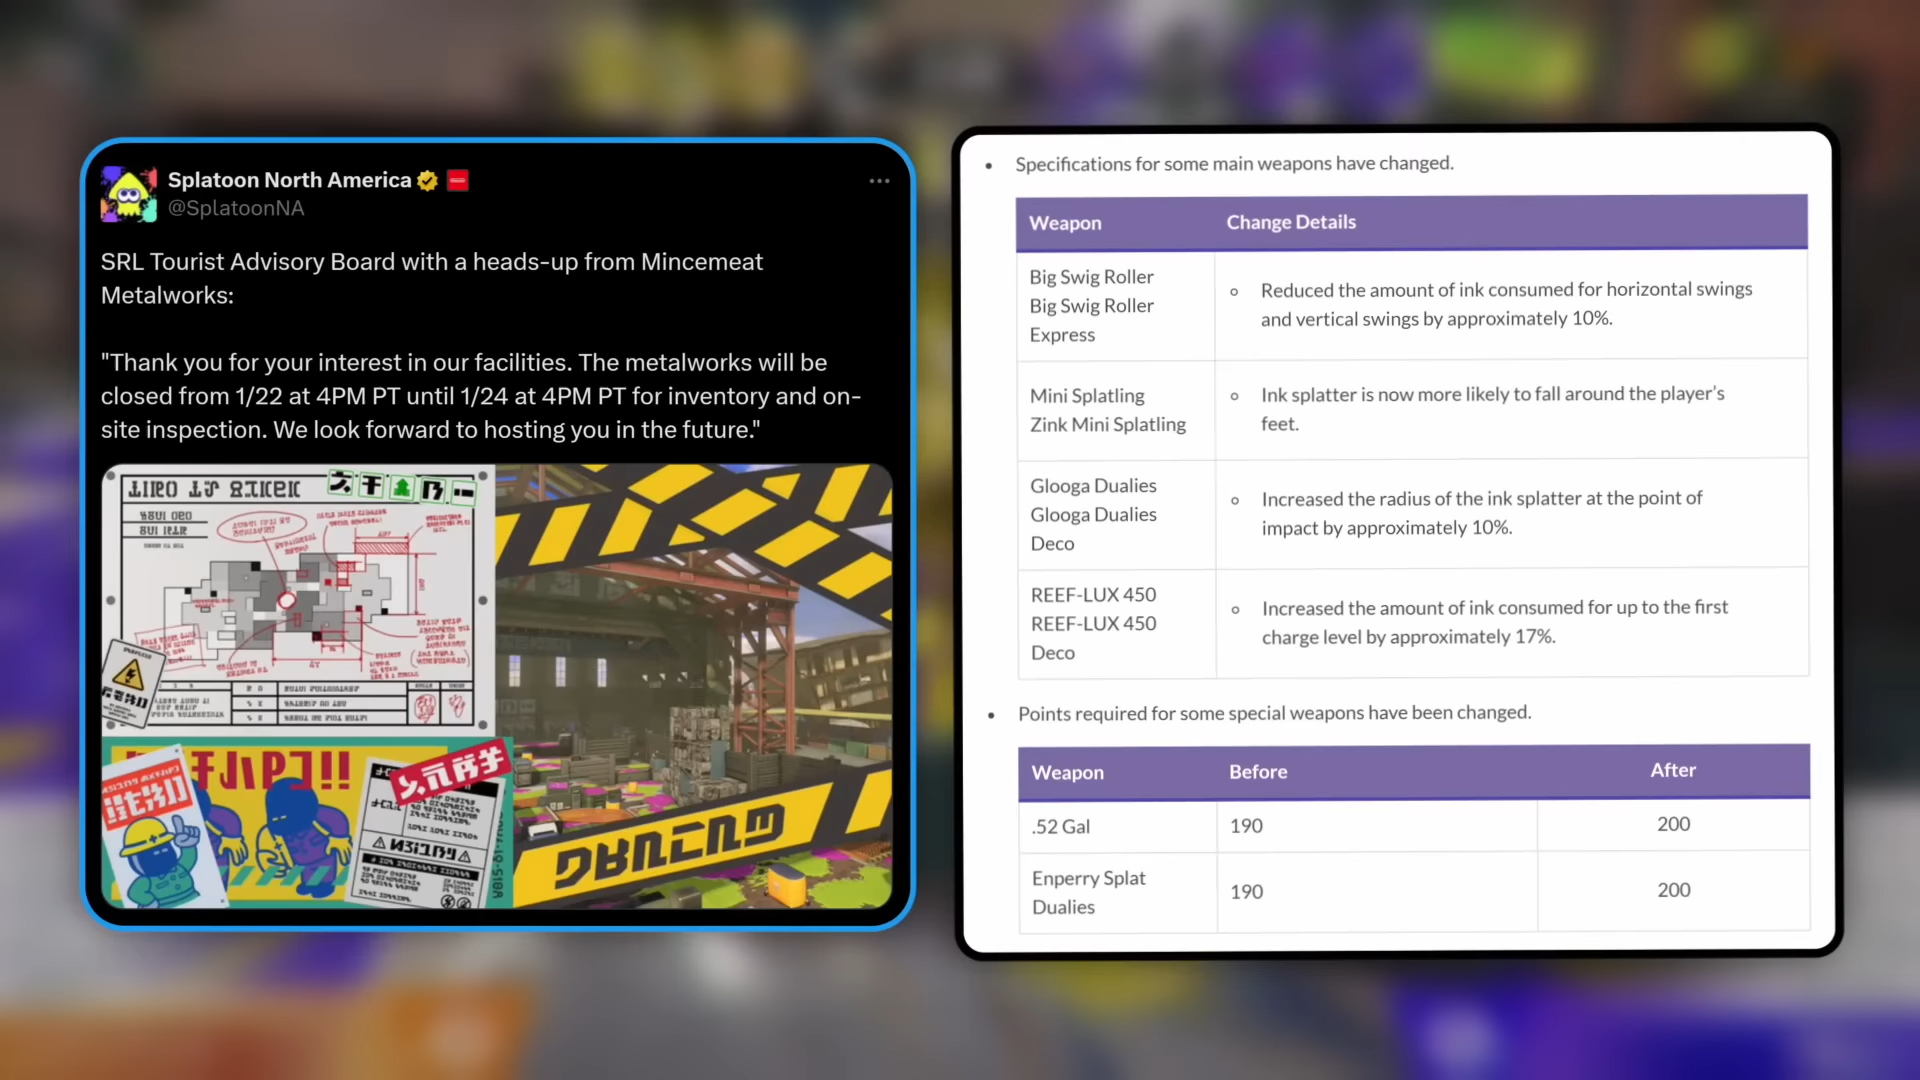 Splatoon North America
@SplatoonNA
SRL Tourist Advisory Board with a heads-up from Mincemeat
Metalworks:
"Thank you for your interest in our facilities. The metalworks will be
closed from 1/22 at 4PM PT until 1/24 at 4PM PT for inventory and on-
site inspection. We look forward to hosting you in the future."
• Specifications for some main weapons have changed.
Weapon Change Details
Big Swig Roller
Big Swig Roller
Express
Reduced the amount of ink consumed for horizontal swings
and vertical swings by approximately 10%.
Mini Splatling
Zink Mini Splatling
Ink splatter is now more likely to fall around the player's
feet.
Glooga Dualies
Glooga Dualies
Deco
Increased the radius of the ink splatter at the point of
impact by approximately 10%.
REEF-LUX 450
REEF-LUX 450
Deco
Increased the amount of ink consumed for up to the first
charge level by approximately 17%.
• Points required for some special weapons have been changed.
Weapon Before After
.52 Gal 190 200
Enperry Splat
Dualies
190 200